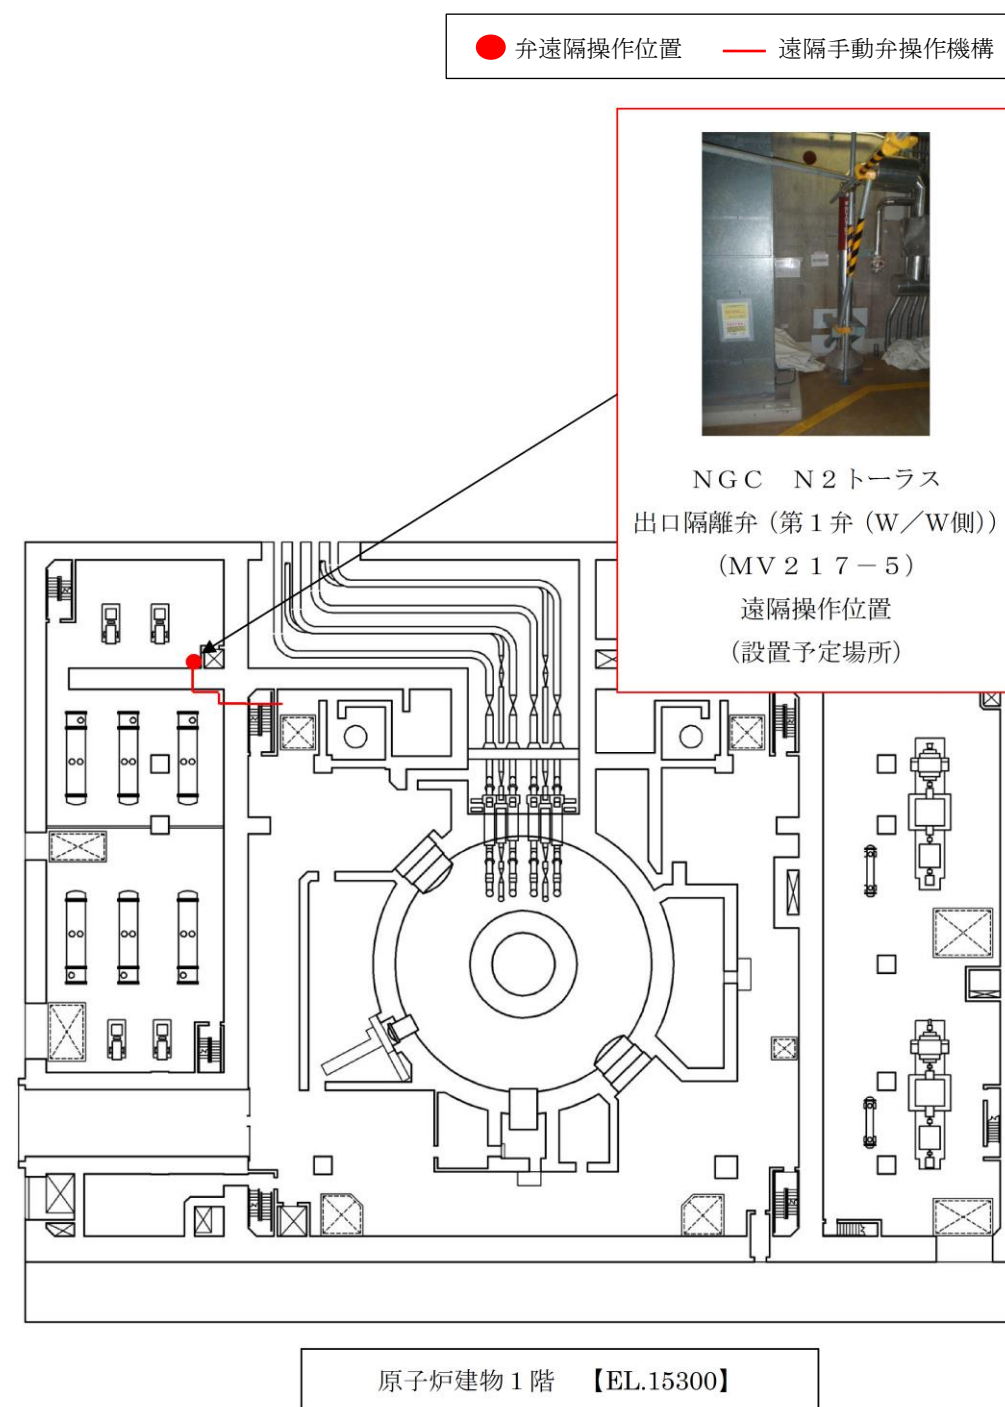 弁遠隔操作位置　遠隔手動弁操作機構
ＮＧＣ　Ｎ２トーラス
出口隔離弁（第１弁（W／W側））
（ＭＶ２１７－５）
遠隔操作位置
（設置予定場所）
原子炉建物１階　【EL.15300】